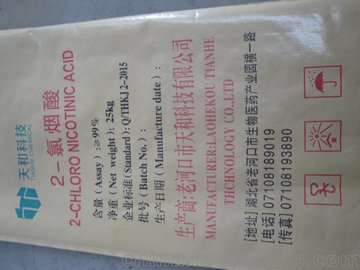 天和科技
TIANHE CHEMICAL
2-氯烟酸
2-CHLORO NICOTINIC ACID
含量(Assay):≥99%
净重(Net weight): 25kg
企业标准(Standard): Q/THKJ 2-2015
批号(Batch No.):
生产日期(Manufacture date):
生产商:老河口市天和科技有限公司
MANUFACTURER:LAOHEKOU TIANHE
THCHNOLOGY CO.,LTD
[地址] 湖北省老河口市生物医药产业园横一路
[电话] 07108189019
[传真] 07108193890